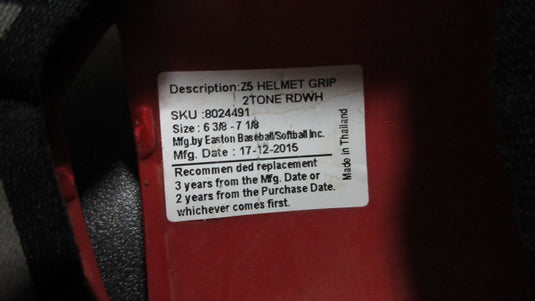 Description:Z5 HELMET GRIP
2TONE RDWH
SKU :8024491
Size : 6 3/8 - 7 1/8
Mfg.by Easton Baseball/Softball Inc.
Mfg. Date : 17-12-2015
Recommen ded replacement
3 years from the Mfg. Date or
2 years from the Purchase Date.
whichever comes first.
Made in Thailand